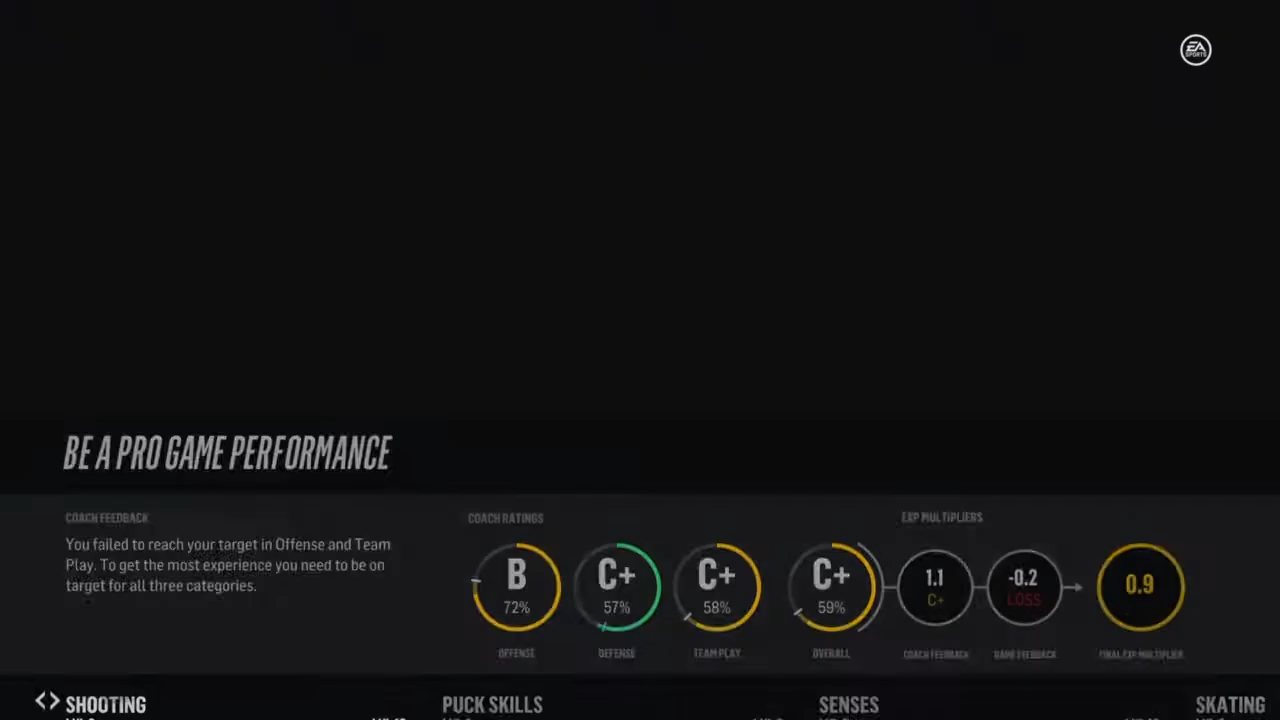 EA
SPORTS
BE A PRO GAME PERFORMANCE
COACH FEEDBACK
You failed to reach your target in Offense and Team
Play. To get the most experience you need to be on
target for all three categories.
COACH RATINGS
B
72%
OFFENSE
C+
57%
DEFENSE
C+
58%
TEAM PLAY
C+
59%
OVERALL
EXP MULTIPLIERS
1.1
C+
COACH FEEDBACK
-0.2
LOSS
GAME FEEDBACK
0.9
FINAL EXP MULTIPLIER
<> SHOOTING
PUCK SKILLS
SENSES
SKATING